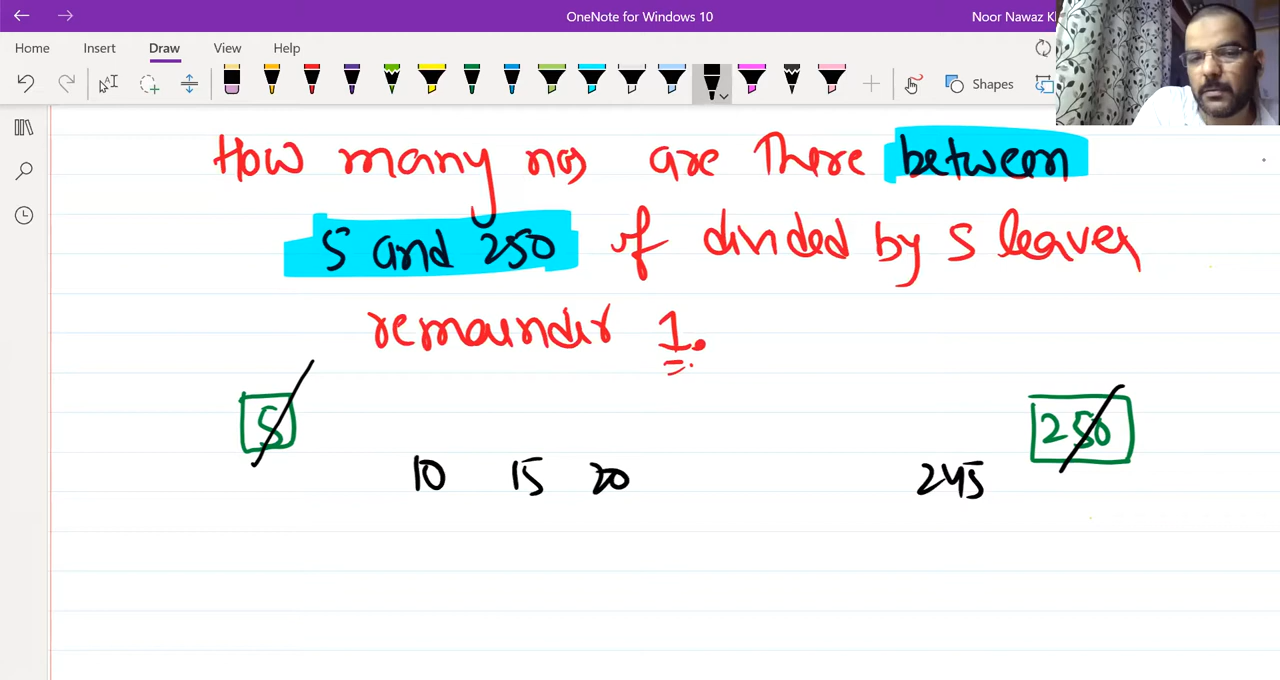 OneNote for Windows 10
Noor Nawaz K
Home Insert Draw View Help
Shapes
How many nos are there between
5 and 250 if divided by 5 leaves
remainder 1.
5 250
10 15 20 245